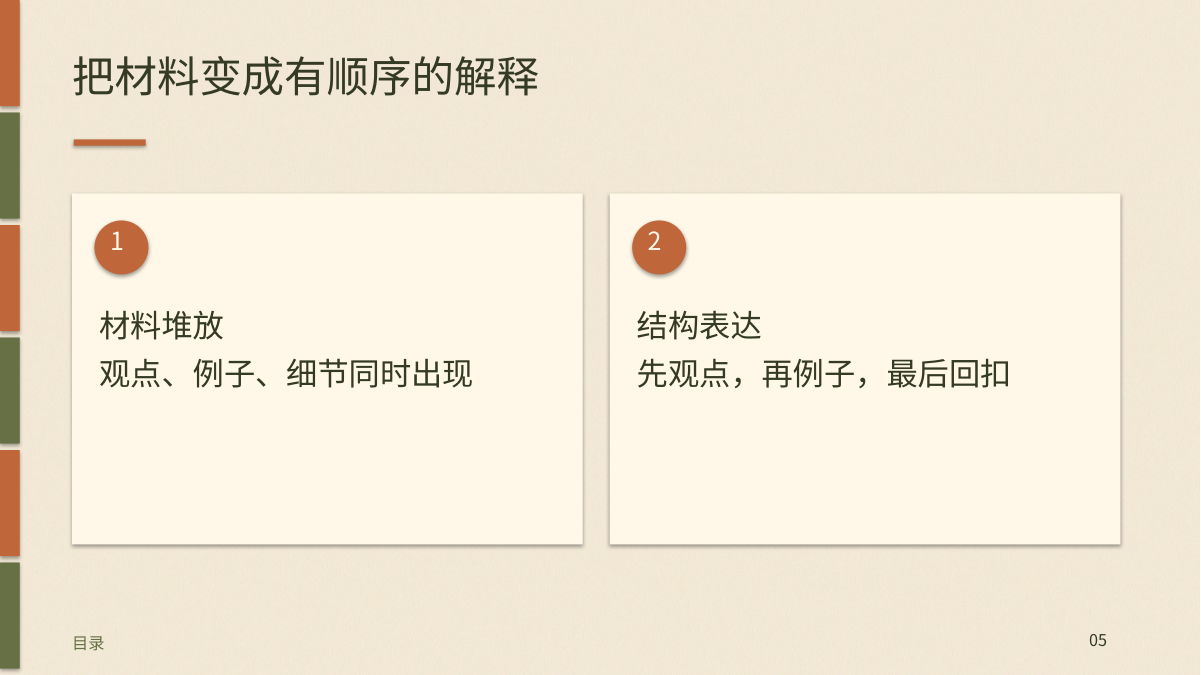 把材料变成有顺序的解释
1
材料堆放
观点、例子、细节同时出现
2
结构表达
先观点，再例子，最后回扣
目录
05